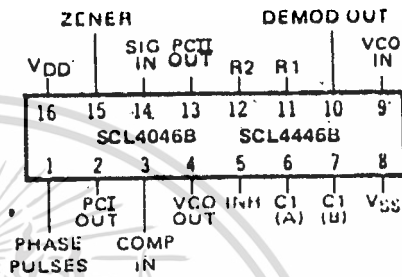 ZENER DEMOD OUT
SIG IN PCII OUT VCO IN
VDD R2 R1
16 15 14 13 12 11 10 9
SCL4046B SCL4446B
1 2 3 4 5 6 7 8
PCI OUT VCO OUT INH C1 (A) C1 (B) VSS
PHASE PULSES COMP IN